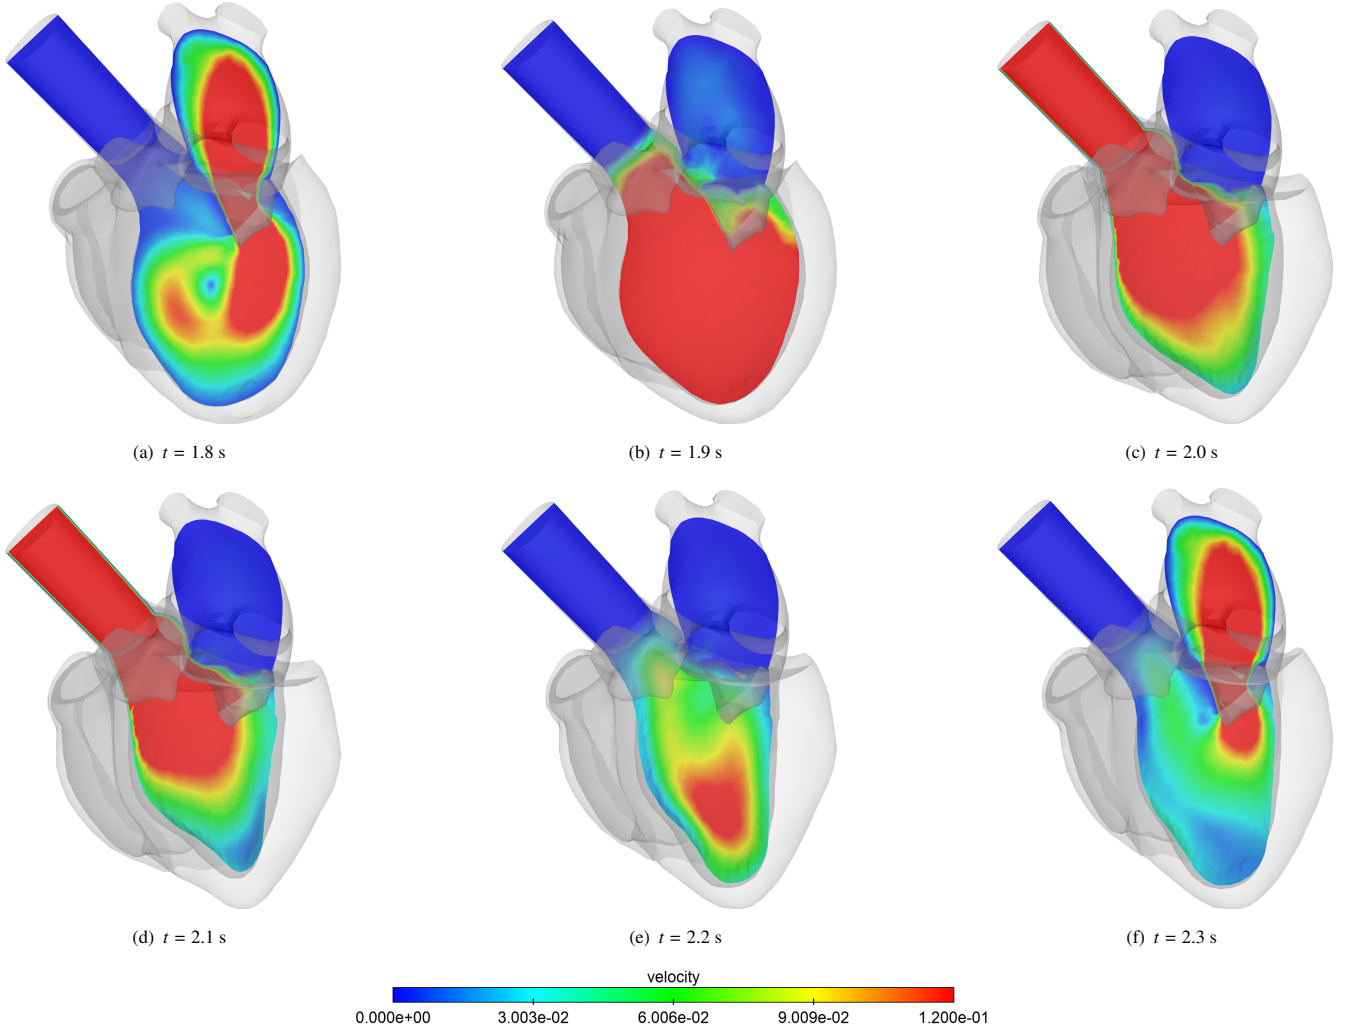 (a) t = 1.8 s
(b) t = 1.9 s
(c) t = 2.0 s
(d) t = 2.1 s
(e) t = 2.2 s
(f) t = 2.3 s
velocity
0.000e+00 3.003e-02 6.006e-02 9.009e-02 1.200e-01